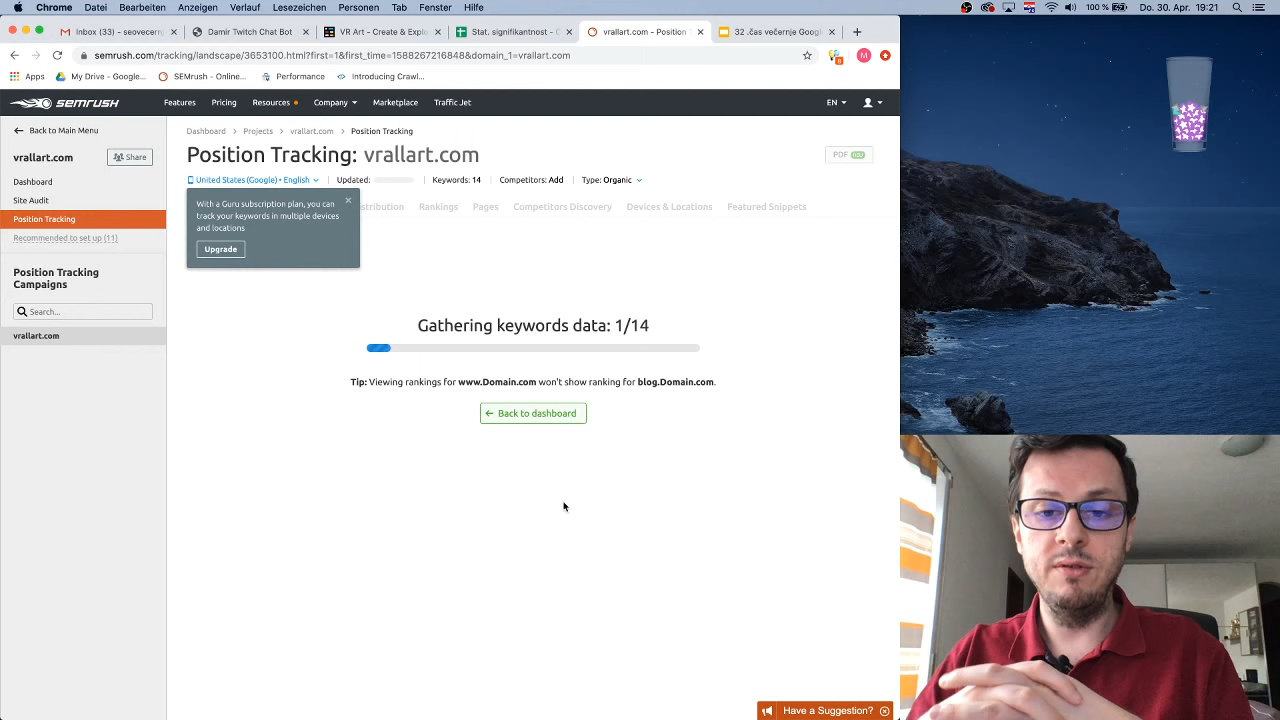 Chrome Datei Bearbeiten Anzeigen Verlauf Lesezeichen Personen Tab Fenster Hilfe 100 % Do. 30. Apr. 19:21
Inbox (33) - seovecern
Damir Twitch Chat Bot
VR Art - Create & Explo
Stat. signifikantnost - G
vrallart.com - Position T
32 .čas večernje Googl
semrush.com/tracking/landscape/3653100.html?first=1&first_time=1588267216848&domain_1=vrallart.com
M
Apps My Drive - Google... SEMrush - Online... Performance Introducing Crawl...
SEMRUSH Features Pricing Resources Company Marketplace Traffic Jet EN
Back to Main Menu
vrallart.com Share
Dashboard
Site Audit
Position Tracking
Recommended to set up (11)
Position Tracking
Campaigns
Search...
vrallart.com
Dashboard > Projects > vrallart.com > Position Tracking
Position Tracking: vrallart.com
PDF
United States (Google) • English Updated: Keywords: 14 Competitors: Add Type: Organic
stribution Rankings Pages Competitors Discovery Devices & Locations Featured Snippets
With a Guru subscription plan, you can
track your keywords in multiple devices
and locations
Upgrade
Gathering keywords data: 1/14
Tip: Viewing rankings for www.Domain.com won't show ranking for blog.Domain.com.
Back to dashboard
Have a Suggestion?